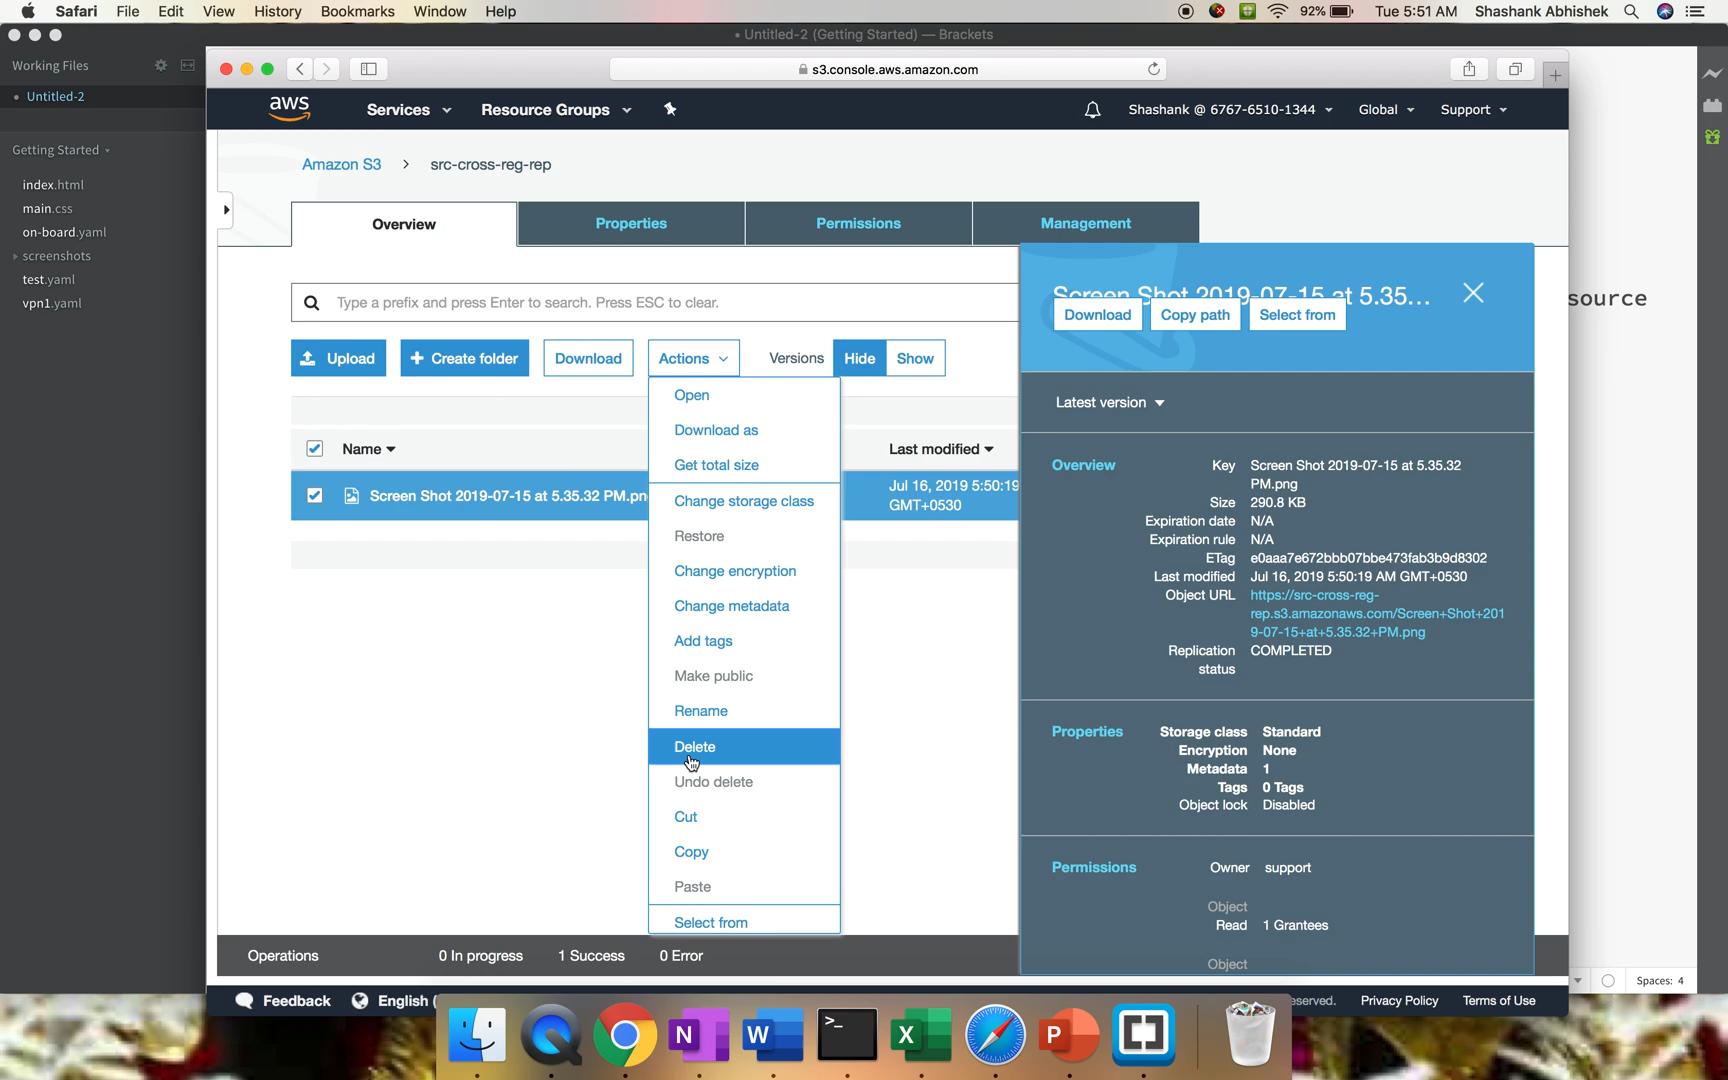 Safari File Edit View History Bookmarks Window Help 92% Tue 5:51 AM Shashank Abhishek
• Untitled-2 (Getting Started) — Brackets
Working Files
• Untitled-2
Getting Started
index.html
main.css
on-board.yaml
screenshots
test.yaml
vpn1.yaml
s3.console.aws.amazon.com
aws Services Resource Groups Shashank @ 6767-6510-1344 Global Support
Amazon S3 > src-cross-reg-rep
Overview Properties Permissions Management
Type a prefix and press Enter to search. Press ESC to clear.
Upload + Create folder Download Actions Versions Hide Show
Name Last modified
Screen Shot 2019-07-15 at 5.35.32 PM.pn
Jul 16, 2019 5:50:19
GMT+0530
Open
Download as
Get total size
Change storage class
Restore
Change encryption
Change metadata
Add tags
Make public
Rename
Delete
Undo delete
Cut
Copy
Paste
Select from
Screen Shot 2019-07-15 at 5.35...
Download Copy path Select from
Latest version
Overview
Key Screen Shot 2019-07-15 at 5.35.32
PM.png
Size 290.8 KB
Expiration date N/A
Expiration rule N/A
ETag e0aaa7e672bbb07bbe473fab3b9d8302
Last modified Jul 16, 2019 5:50:19 AM GMT+0530
Object URL https://src-cross-reg-
rep.s3.amazonaws.com/Screen+Shot+201
9-07-15+at+5.35.32+PM.png
Replication COMPLETED
status
Properties Storage class Standard
Encryption None
Metadata 1
Tags 0 Tags
Object lock Disabled
Permissions Owner support
Object
Read 1 Grantees
Object
source
Operations 0 In progress 1 Success 0 Error
Feedback English (
eserved. Privacy Policy Terms of Use
Spaces: 4
N W >_ X P